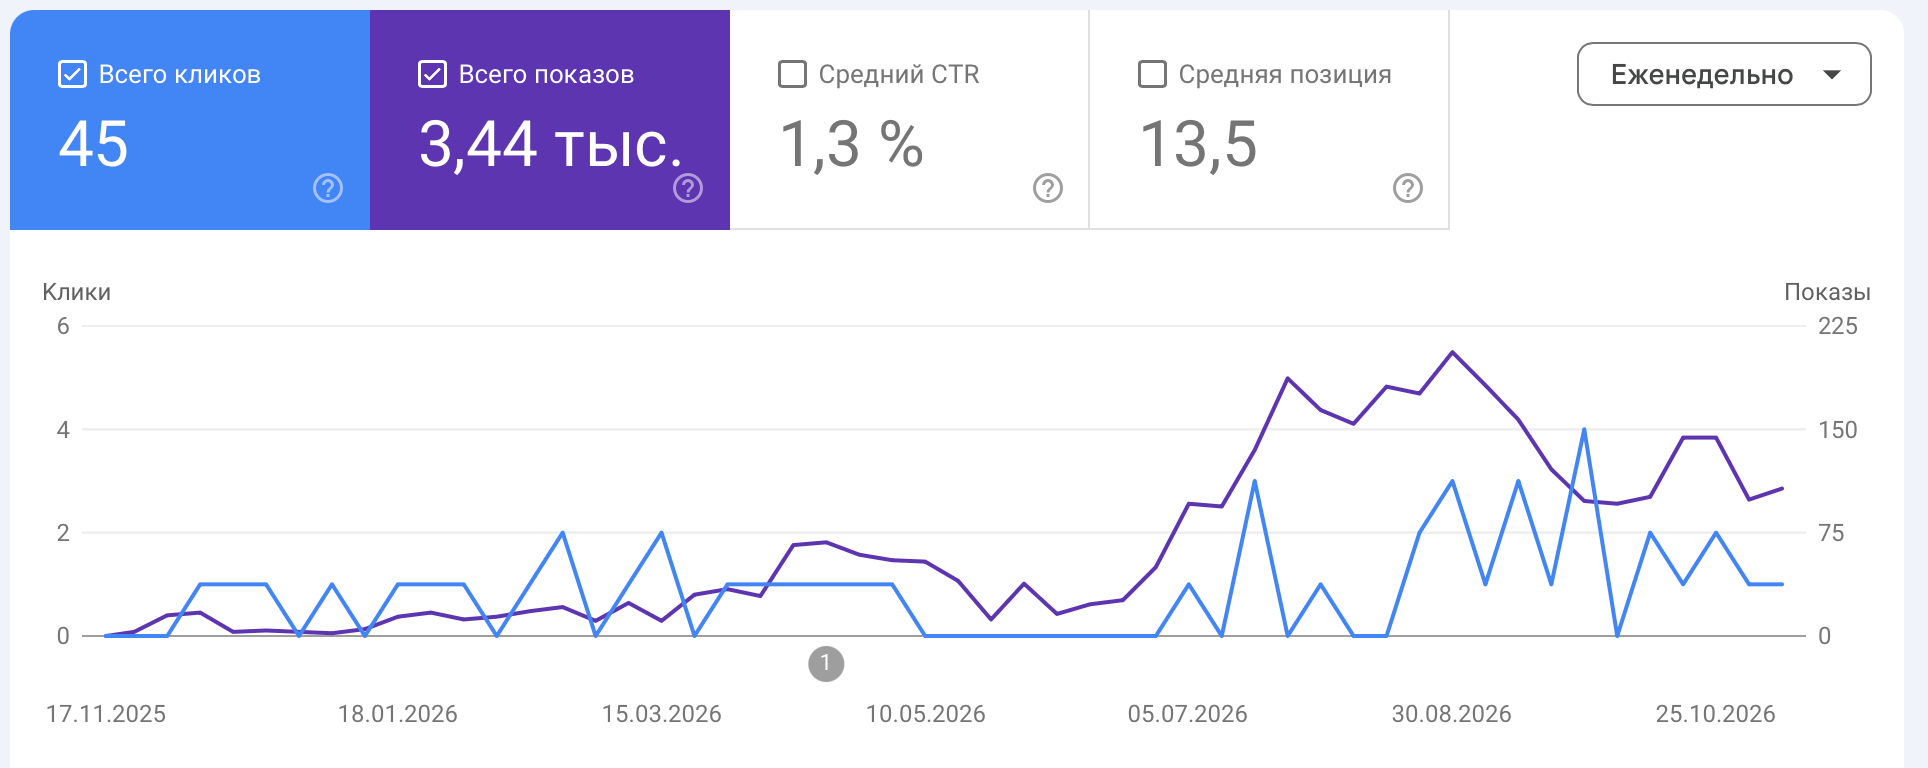 Всего кликов
45
Всего показов
3,44 тыс.
Средний CTR
1,3 %
Средняя позиция
13,5
Еженедельно
Клики
Показы
6
225
4
150
2
75
0
0
1
17.11.2025
18.01.2026
15.03.2026
10.05.2026
05.07.2026
30.08.2026
25.10.2026